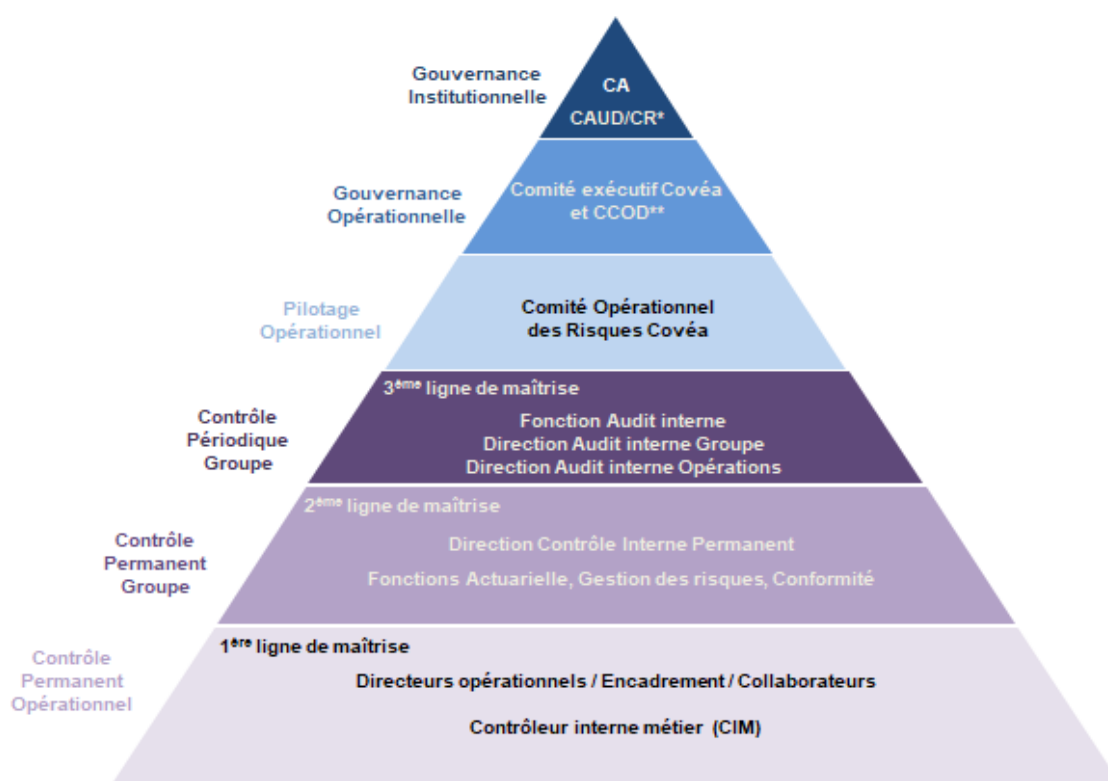 Gouvernance
Institutionnelle
CA
CAUD/CR*
Gouvernance
Opérationnelle
Comité exécutif Covéa
et CCOD**
Pilotage
Opérationnel
Comité Opérationnel
des Risques Covéa
Contrôle
Périodique
Groupe
3ème ligne de maîtrise
Fonction Audit interne
Direction Audit interne Groupe
Direction Audit interne Opérations
Contrôle
Permanent
Groupe
2ème ligne de maîtrise
Direction Contrôle Interne Permanent
Fonctions Actuarielle, Gestion des risques, Conformité
Contrôle
Permanent
Opérationnel
1ère ligne de maîtrise
Directeurs opérationnels / Encadrement / Collaborateurs
Contrôleur interne métier (CIM)